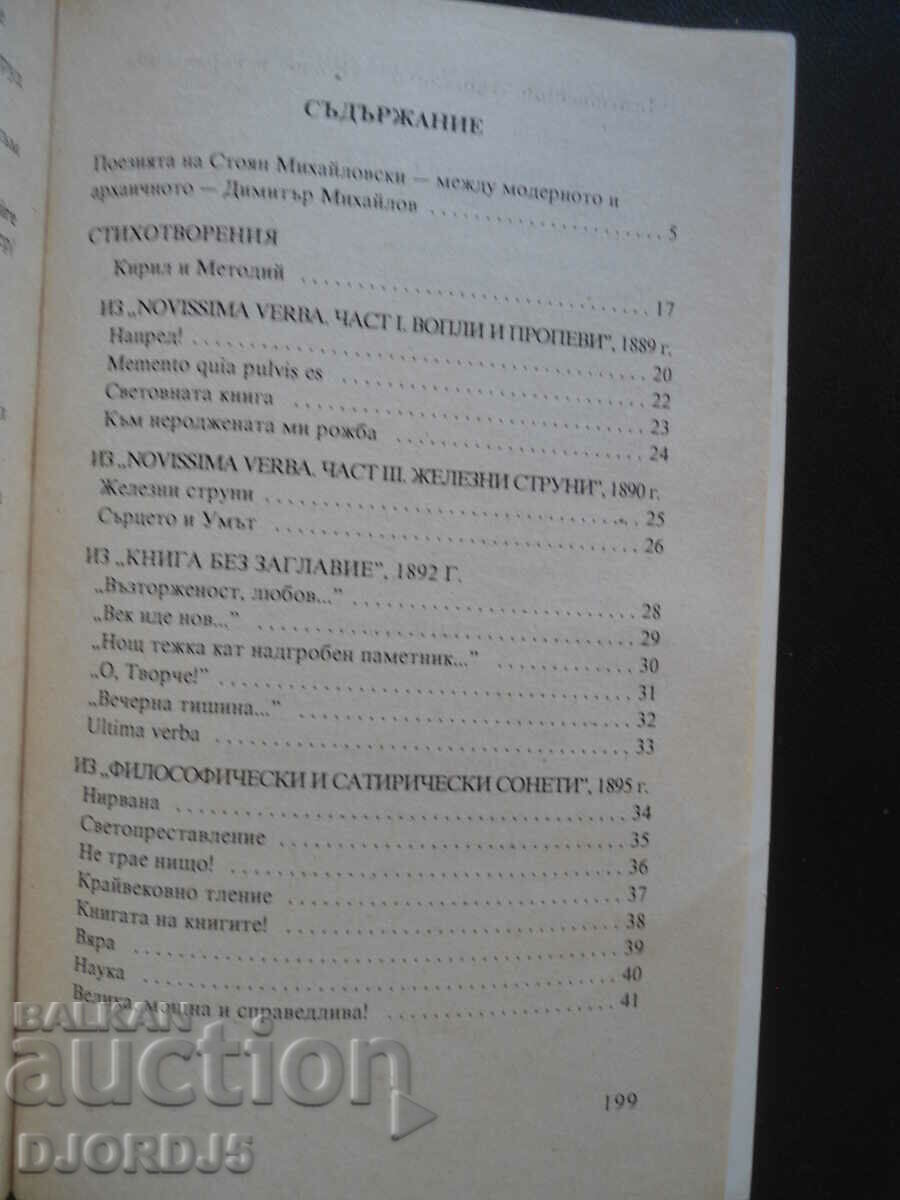 СЪДЪРЖАНИЕ
Поезията на Стоян Михайловски — между модерното и
архаичното — Димитър Михайлов . . . . . . . . . . . . . . . . 5
СТИХОТВОРЕНИЯ
Кирил и Методий . . . . . . . . . . . . . . . . 17
ИЗ „NOVISSIMA VERBA. ЧАСТ I. ВОПЛИ И ПРОПЕВИ”, 1889 г.
Напред! . . . . . . . . . . . . . . . . 20
Memento quia pulvis es . . . . . . . . . . . . . . . . 22
Световната книга . . . . . . . . . . . . . . . . 23
Към нероджената ми рожба . . . . . . . . . . . . . . . . 24
ИЗ „NOVISSIMA VERBA. ЧАСТ III. ЖЕЛЕЗНИ СТРУНИ”, 1890 г.
Железни струни . . . . . . . . . . . . . . . . 25
Сърцето и Умът . . . . . . . . . . . . . . . . 26
ИЗ „КНИГА БЕЗ ЗАГЛАВИЕ”, 1892 Г.
„Възторженост, любов...” . . . . . . . . . . . . . . . . 28
„Век иде нов...” . . . . . . . . . . . . . . . . 29
„Нощ тежка кат надгробен паметник...” . . . . . . . . . . 30
„О, Творче!” . . . . . . . . . . . . . . . . 31
„Вечерна тишина...” . . . . . . . . . . . . . . . . 32
Ultima verba . . . . . . . . . . . . . . . . 33
ИЗ „ФИЛОСОФИЧЕСКИ И САТИРИЧЕСКИ СОНЕТИ”, 1895 г.
Нирвана . . . . . . . . . . . . . . . . 34
Светопреставление . . . . . . . . . . . . . . . . 35
Не трае нищо! . . . . . . . . . . . . . . . . 36
Крайвековно тление . . . . . . . . . . . . . . . . 37
Книгата на книгите! . . . . . . . . . . . . . . . . 38
Вяра . . . . . . . . . . . . . . . . 39
Наука . . . . . . . . . . . . . . . . 40
Велика, мощна и справедлива! . . . . . . . . . . . . . . . . 41
199
BALKAN
auction
DJORDJ5